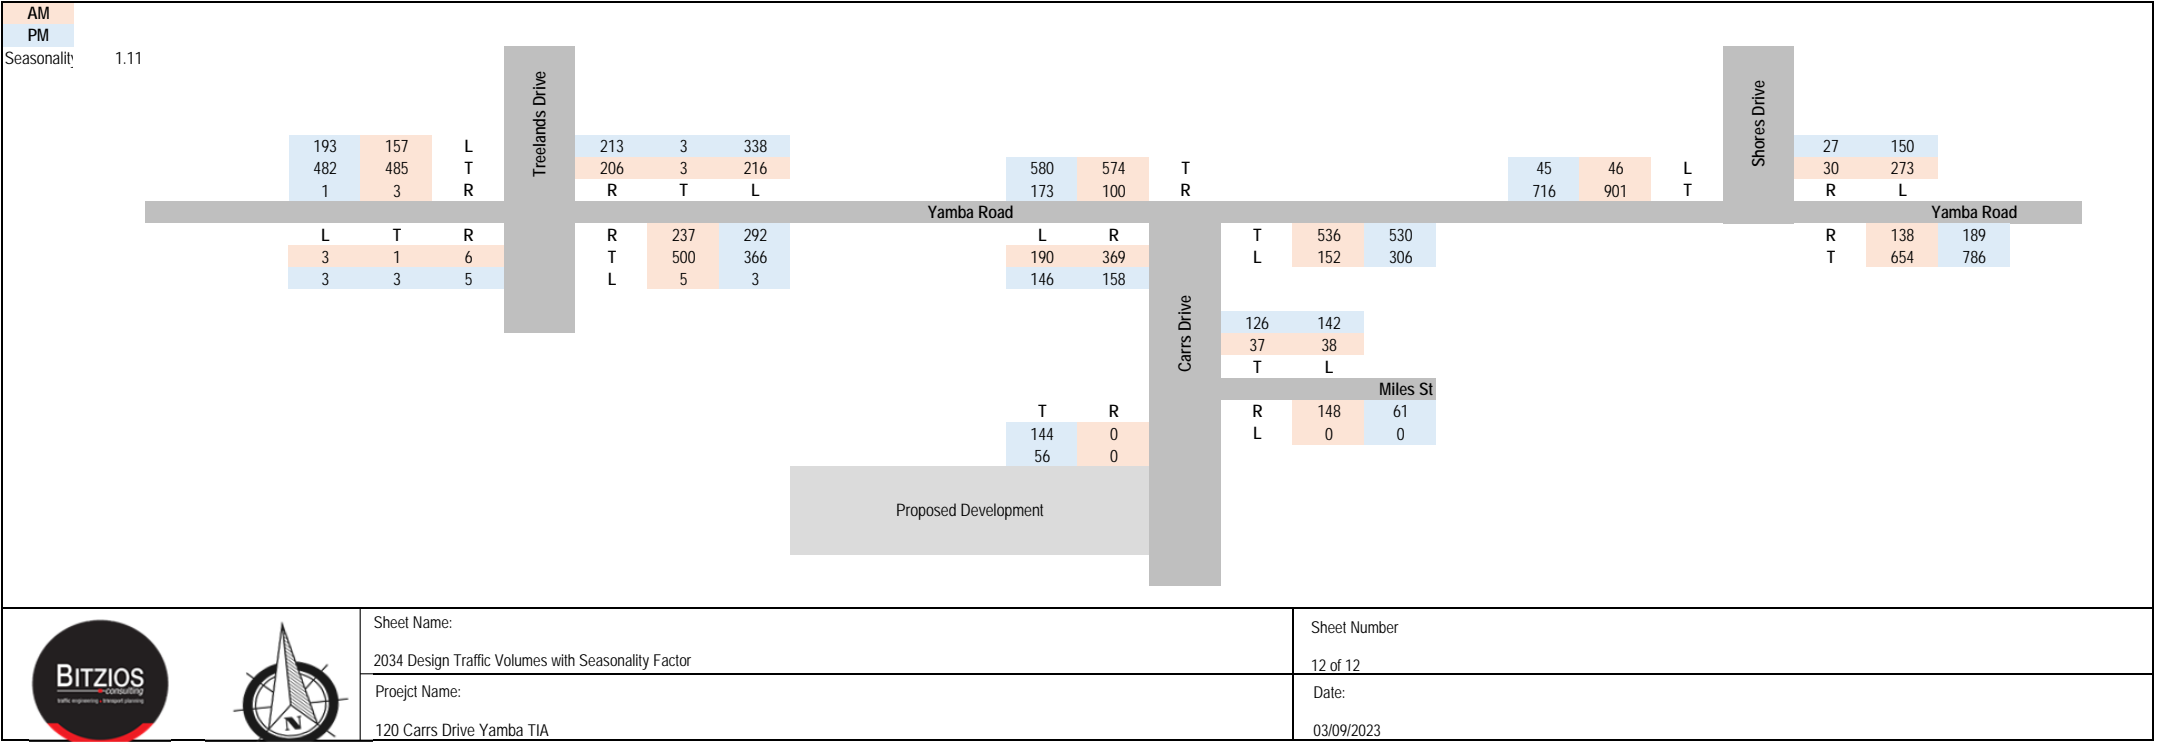 AM
PM
Seasonality 1.11
Treelands Drive
Shores Drive
193 157 L 213 3 338 27 150
482 485 T 206 3 216 580 574 T 45 46 L 30 273
1 3 R R T L 173 100 R 716 901 T R L
Yamba Road Yamba Road
L T R R 237 292 L R T 536 530 R 138 189
3 1 6 T 500 366 190 369 L 152 306 T 654 786
3 3 5 L 5 3 146 158
Carrs Drive
126 142
37 38
T L
Miles St
T R R 148 61
144 0 L 0 0
56 0
Proposed Development
BITZIOS
consulting
traffic engineering • transport planning
N
Sheet Name:
2034 Design Traffic Volumes with Seasonality Factor
Proejct Name:
120 Carrs Drive Yamba TIA
Sheet Number
12 of 12
Date:
03/09/2023